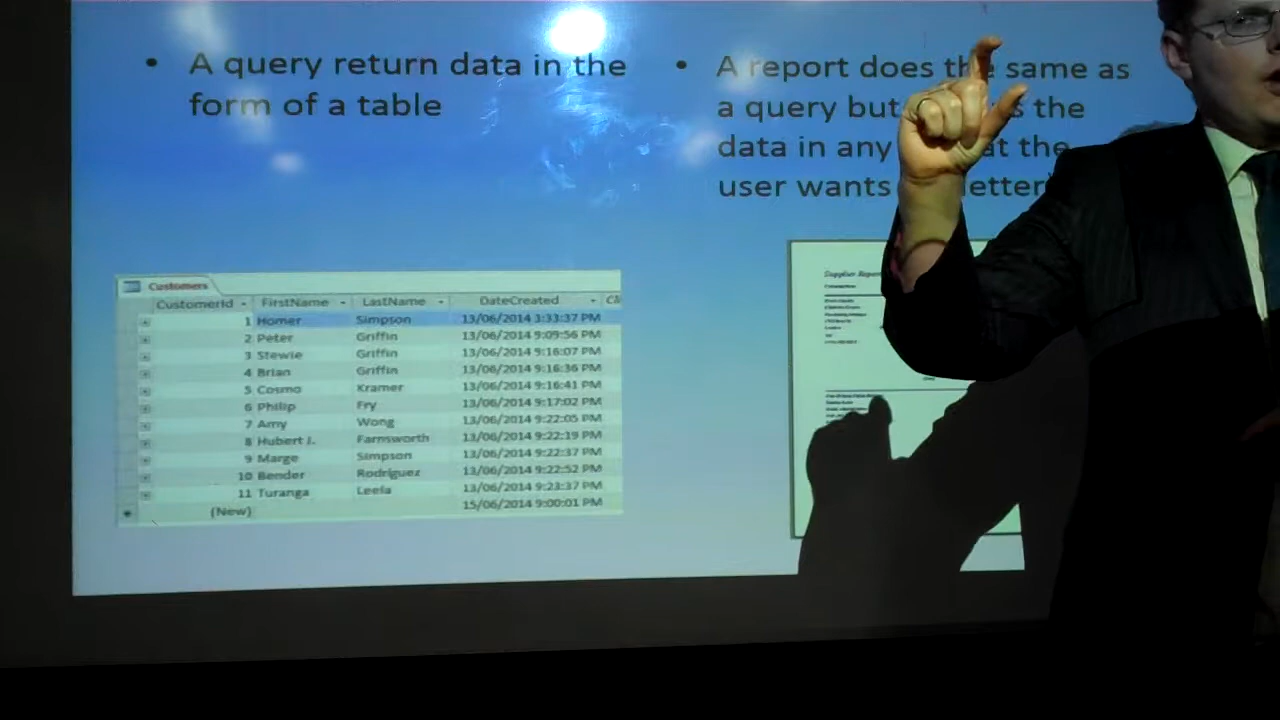 • A query return data in the
form of a table
• A report does the same as
a query but the
data in any the
user wants
Customers
CustomerId FirstName LastName DateCreated
1 Homer Simpson 13/06/2014 3:33:37 PM
2 Peter Griffin 13/06/2014 9:09:56 PM
3 Stewie Griffin 13/06/2014 9:16:07 PM
4 Brian Griffin 13/06/2014 9:16:36 PM
5 Cosmo Kramer 13/06/2014 9:16:41 PM
6 Philip Fry 13/06/2014 9:17:02 PM
7 Amy Wong 13/06/2014 9:22:05 PM
8 Hubert J. Farnsworth 13/06/2014 9:22:19 PM
9 Marge Simpson 13/06/2014 9:22:37 PM
10 Bender Rodríguez 13/06/2014 9:22:52 PM
11 Turanga Leela 13/06/2014 9:23:37 PM
(New) 15/06/2014 9:00:01 PM
Supplier Report